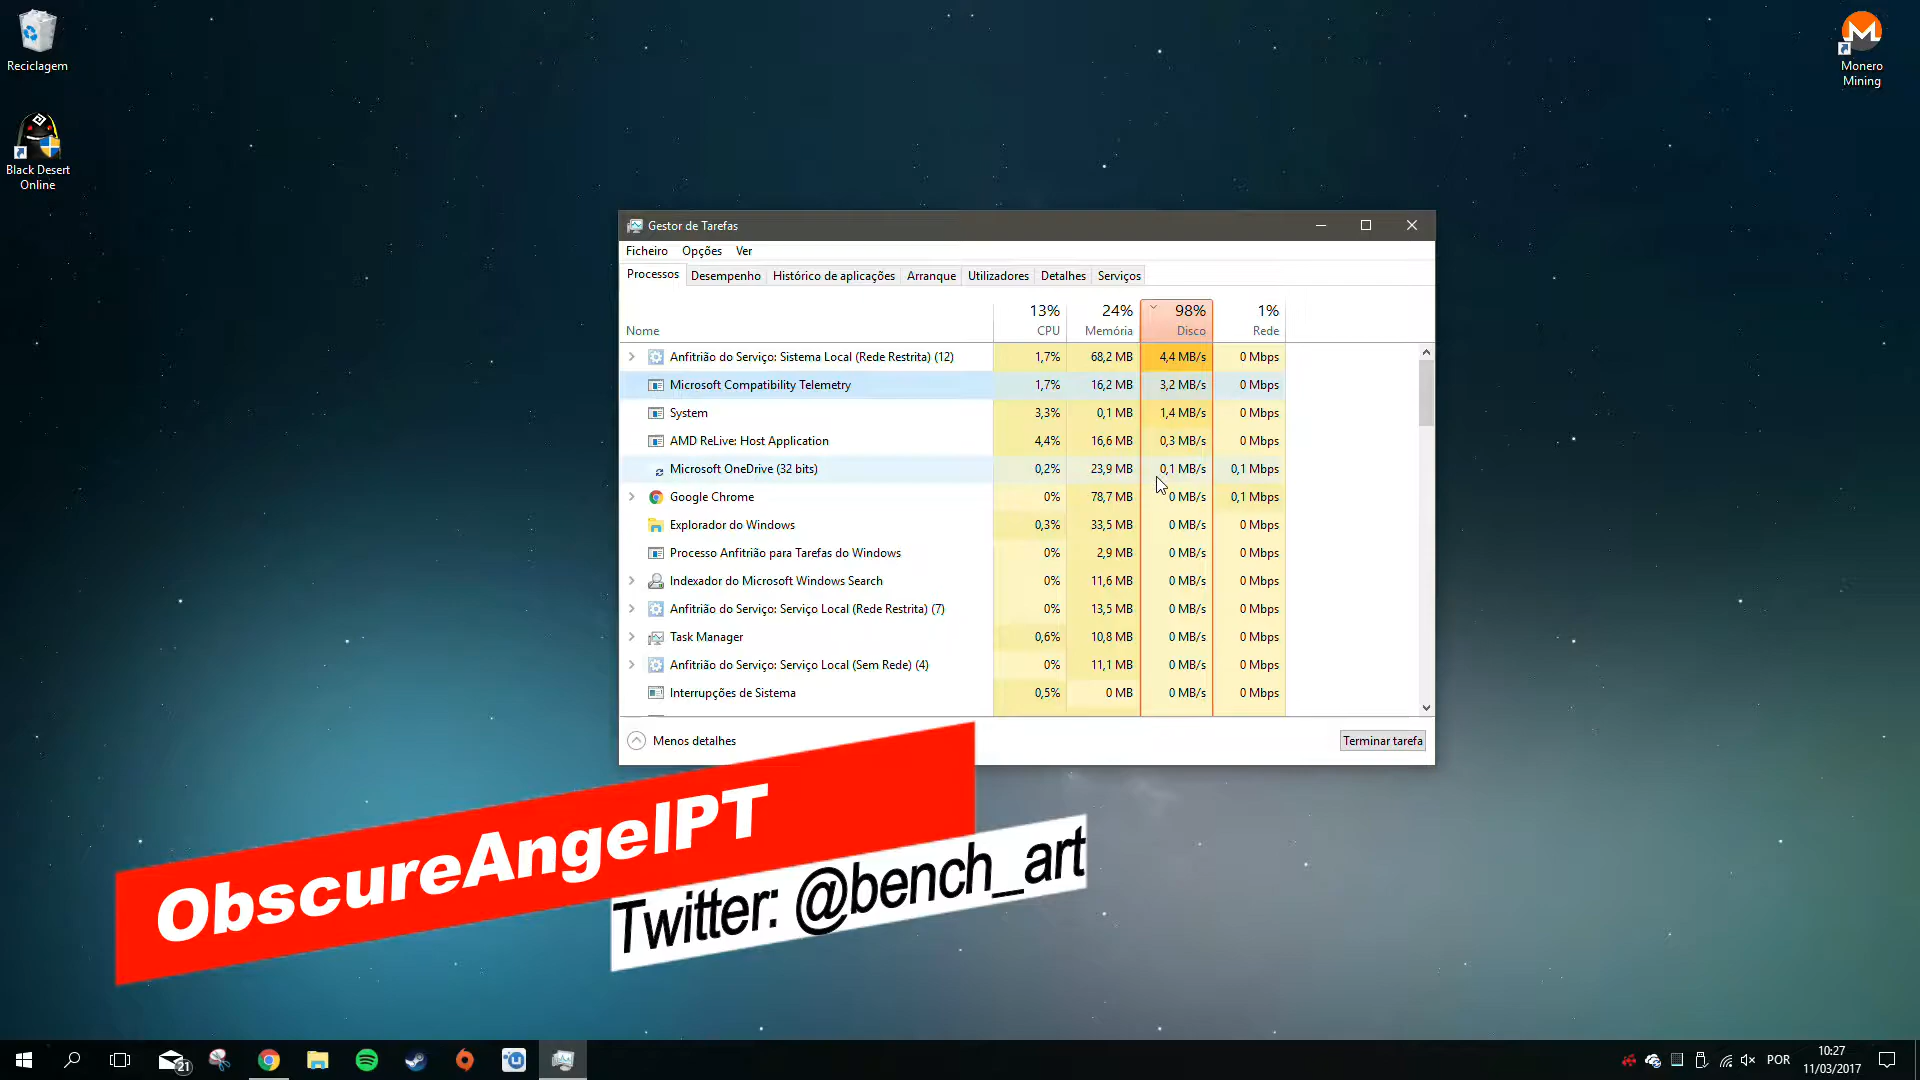 Reciclagem
Black Desert
Online
Monero
Mining
Gestor de Tarefas
Ficheiro Opções Ver
Processos Desempenho Histórico de aplicações Arranque Utilizadores Detalhes Serviços
13% 24% 98% 1%
Nome CPU Memória Disco Rede
Anfitrião do Serviço: Sistema Local (Rede Restrita) (12) 1,7% 68,2 MB 4,4 MB/s 0 Mbps
Microsoft Compatibility Telemetry 1,7% 16,2 MB 3,2 MB/s 0 Mbps
System 3,3% 0,1 MB 1,4 MB/s 0 Mbps
AMD ReLive: Host Application 4,4% 16,6 MB 0,3 MB/s 0 Mbps
Microsoft OneDrive (32 bits) 0,2% 23,9 MB 0,1 MB/s 0,1 Mbps
Google Chrome 0% 78,7 MB 0 MB/s 0,1 Mbps
Explorador do Windows 0,3% 33,5 MB 0 MB/s 0 Mbps
Processo Anfitrião para Tarefas do Windows 0% 2,9 MB 0 MB/s 0 Mbps
Indexador do Microsoft Windows Search 0% 11,6 MB 0 MB/s 0 Mbps
Anfitrião do Serviço: Serviço Local (Rede Restrita) (7) 0% 13,5 MB 0 MB/s 0 Mbps
Task Manager 0,6% 10,8 MB 0 MB/s 0 Mbps
Anfitrião do Serviço: Serviço Local (Sem Rede) (4) 0% 11,1 MB 0 MB/s 0 Mbps
Interrupções de Sistema 0,5% 0 MB 0 MB/s 0 Mbps
Menos detalhes Terminar tarefa
ObscureAngelPT
Twitter: @bench_art
21
POR
10:27
11/03/2017